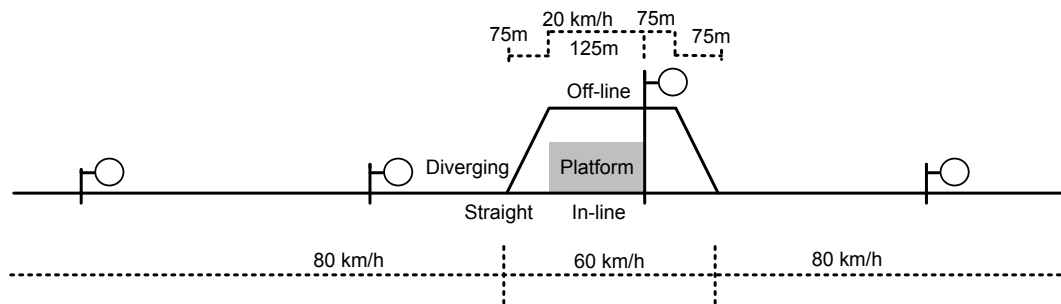 20 km/h 75m
75m 125m 75m
Off-line
Diverging Platform
Straight In-line
80 km/h 60 km/h 80 km/h